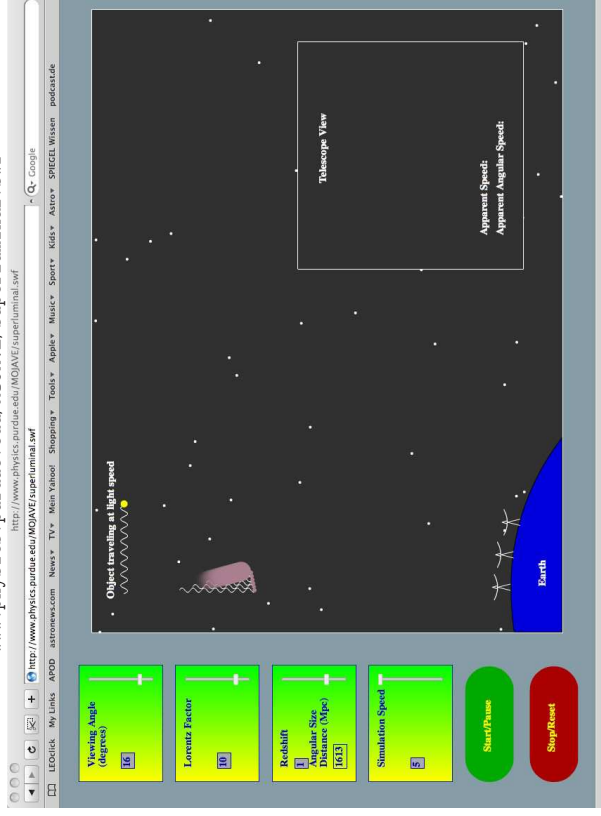 http://www.physics.purdue.edu/MOJAVE/superluminal.swf
http://www.physics.purdue.edu/MOJAVE/superluminal.swf
Q Google
LEOclick My Links APOD astronews.com News TV Mein Yahoo! Shopping Tools Apple Music Sport Kids Astro SPIEGEL Wissen podcast.de
Viewing Angle
(degrees)
16
Lorentz Factor
10
Redshift
1
Angular Size
Distance (Mpc)
1613
Simulation Speed
5
Start/Pause
Stop/Reset
Object traveling at light speed
Earth
Telescope View
Apparent Speed:
Apparent Angular Speed: